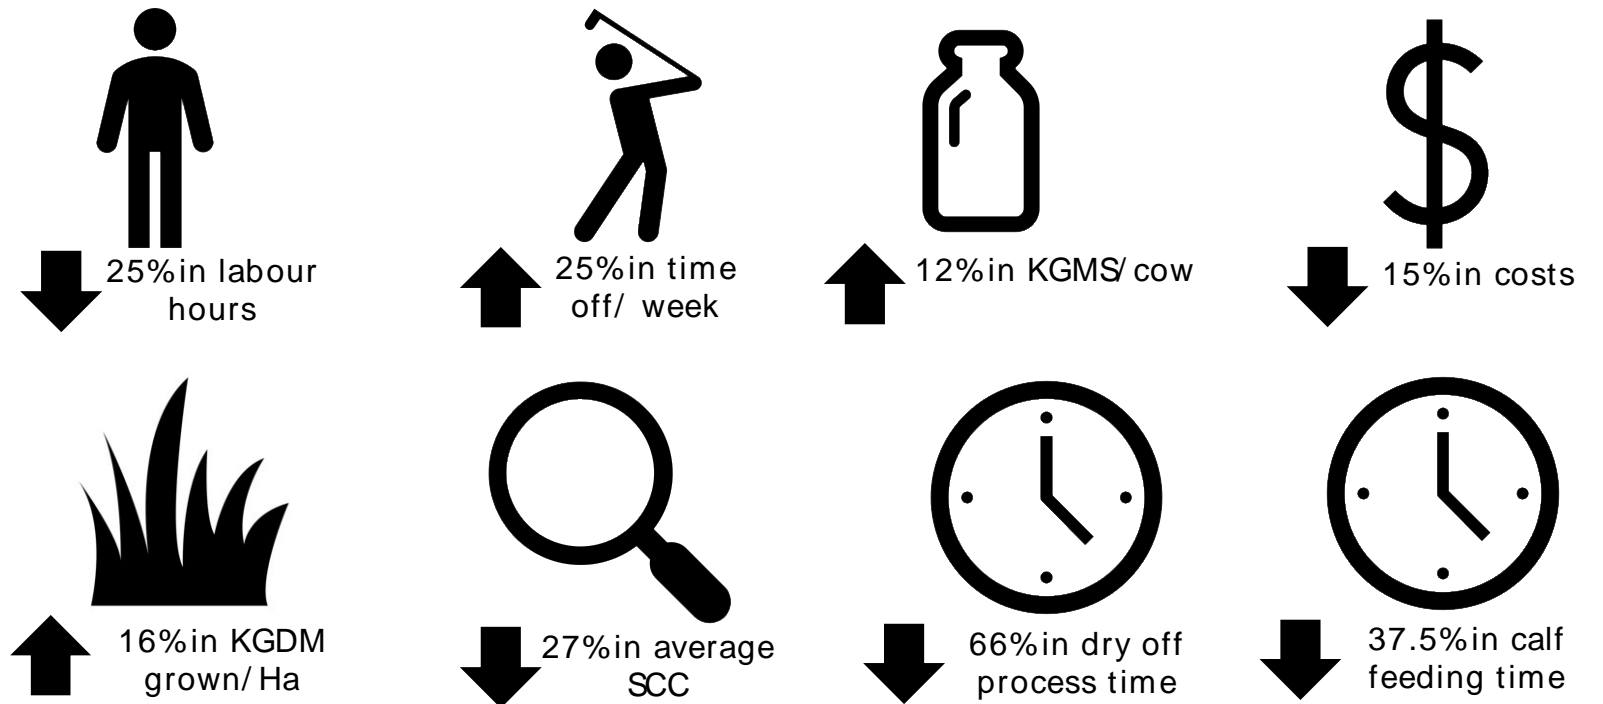 25% in labour
hours
25% in time
off/ week
12% in KGMS/ cow
15% in costs
16% in KGDM
grown/ Ha
27% in average
SCC
66% in dry off
process time
37.5% in calf
feeding time